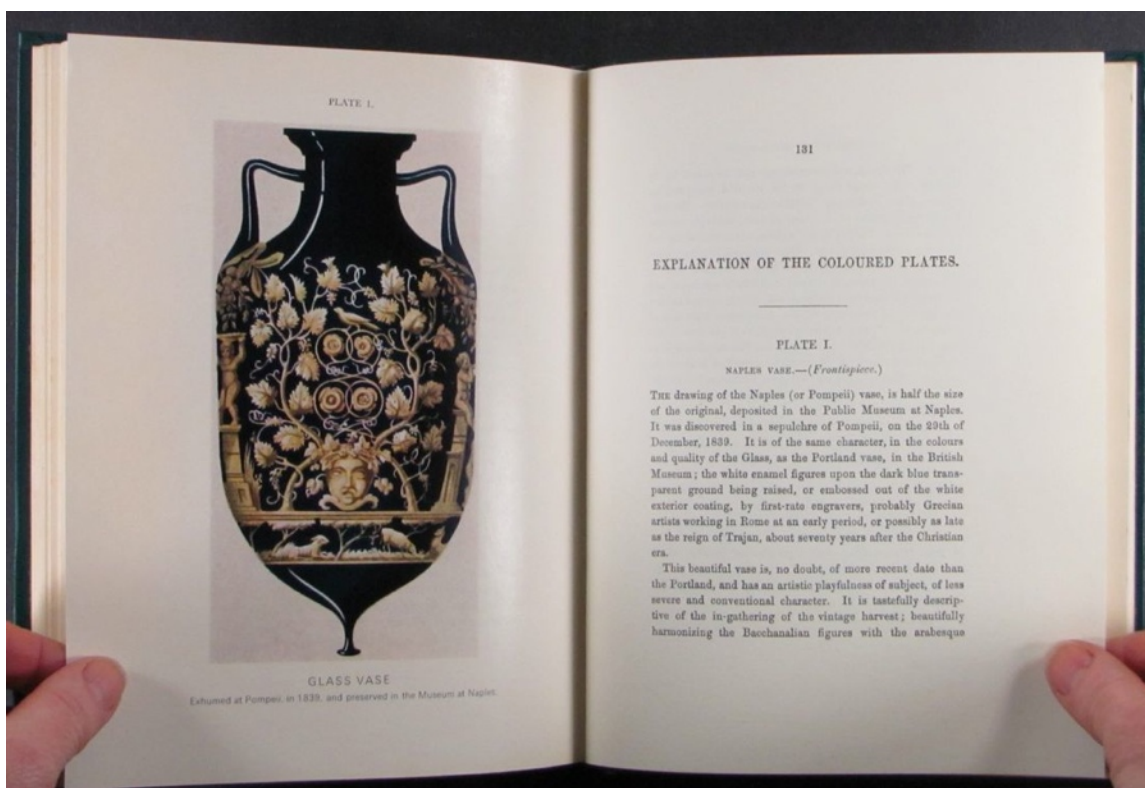 PLATE I.
GLASS VASE
Exhumed at Pompeii, in 1839, and preserved in the Museum at Naples.
131
EXPLANATION OF THE COLOURED PLATES.
PLATE I.
NAPLES VASE.—(Frontispiece.)
THE drawing of the Naples (or Pompeii) vase, is half the size
of the original, deposited in the Public Museum at Naples.
It was discovered in a sepulchre of Pompeii, on the 29th of
December, 1839. It is of the same character, in the colours
and quality of the Glass, as the Portland vase, in the British
Museum; the white enamel figures upon the dark blue trans-
parent ground being raised, or embossed out of the white
exterior coating, by first-rate engravers, probably Grecian
artists working in Rome at an early period, or possibly as late
as the reign of Trajan, about seventy years after the Christian
era.
This beautiful vase is, no doubt, of more recent date than
the Portland, and has an artistic playfulness of subject, of less
severe and conventional character. It is tastefully descrip-
tive of the in-gathering of the vintage harvest; beautifully
harmonizing the Bacchanalian figures with the arabesque